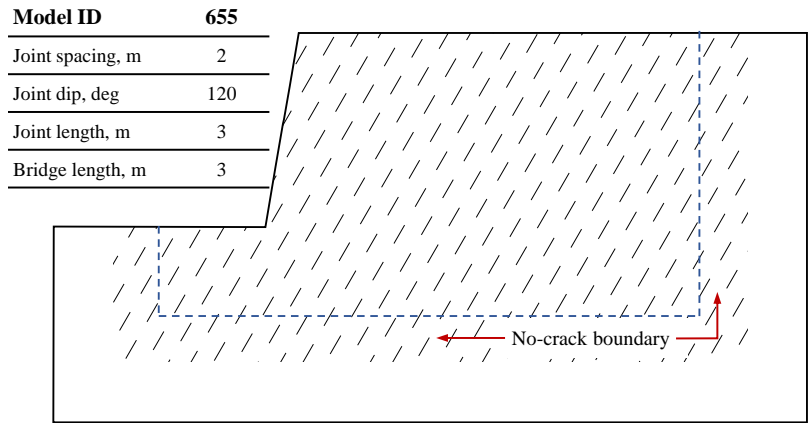 Model ID 655
Joint spacing, m 2
Joint dip, deg 120
Joint length, m 3
Bridge length, m 3
No-crack boundary